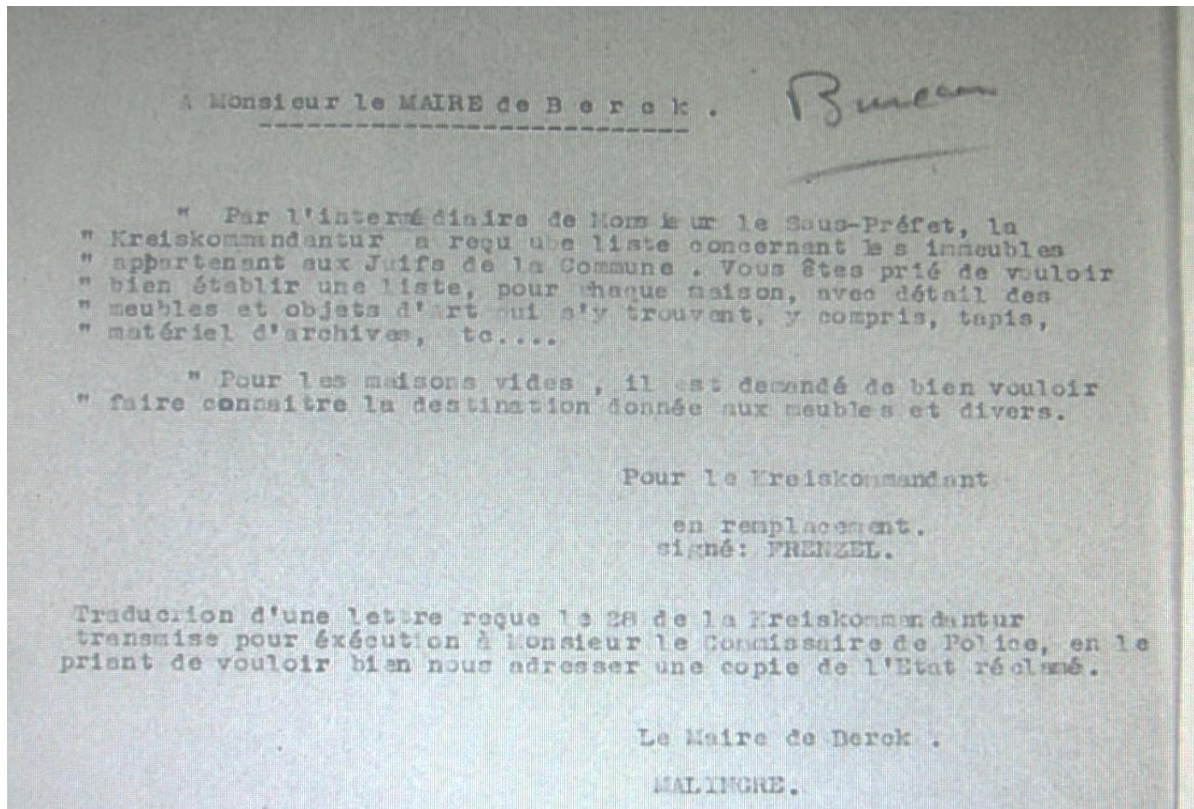 A Monsieur le MAIRE de B e r c k .
Bureau
" Par l'intermédiaire de Monsieur le Sous-Préfet, la
" Kreiskommandantur a reçu ube liste concernant les immeubles
" appartenant aux Juifs de la Commune . Vous êtes prié de vouloir
" bien établir une liste, pour chaque maison, avec détail des
" meubles et objets d'art qui s'y trouvent, y compris, tapis,
" matériel d'archives, tc....
" Pour les maisons vides , il est demandé de bien vouloir
" faire connaitre la destination donnée aux meubles et divers.
Pour le Kreiskommandant
en remplacement.
signé: FRENZEL.
Traducrion d'une lettre reçue le 28 de la Kreiskommandantur
transmise pour éxécution à Monsieur le Commissaire de Police, en le
priant de vouloir bien nous adresser une copie de l'Etat réclamé.
Le Maire de Berck .
MALINGRE.